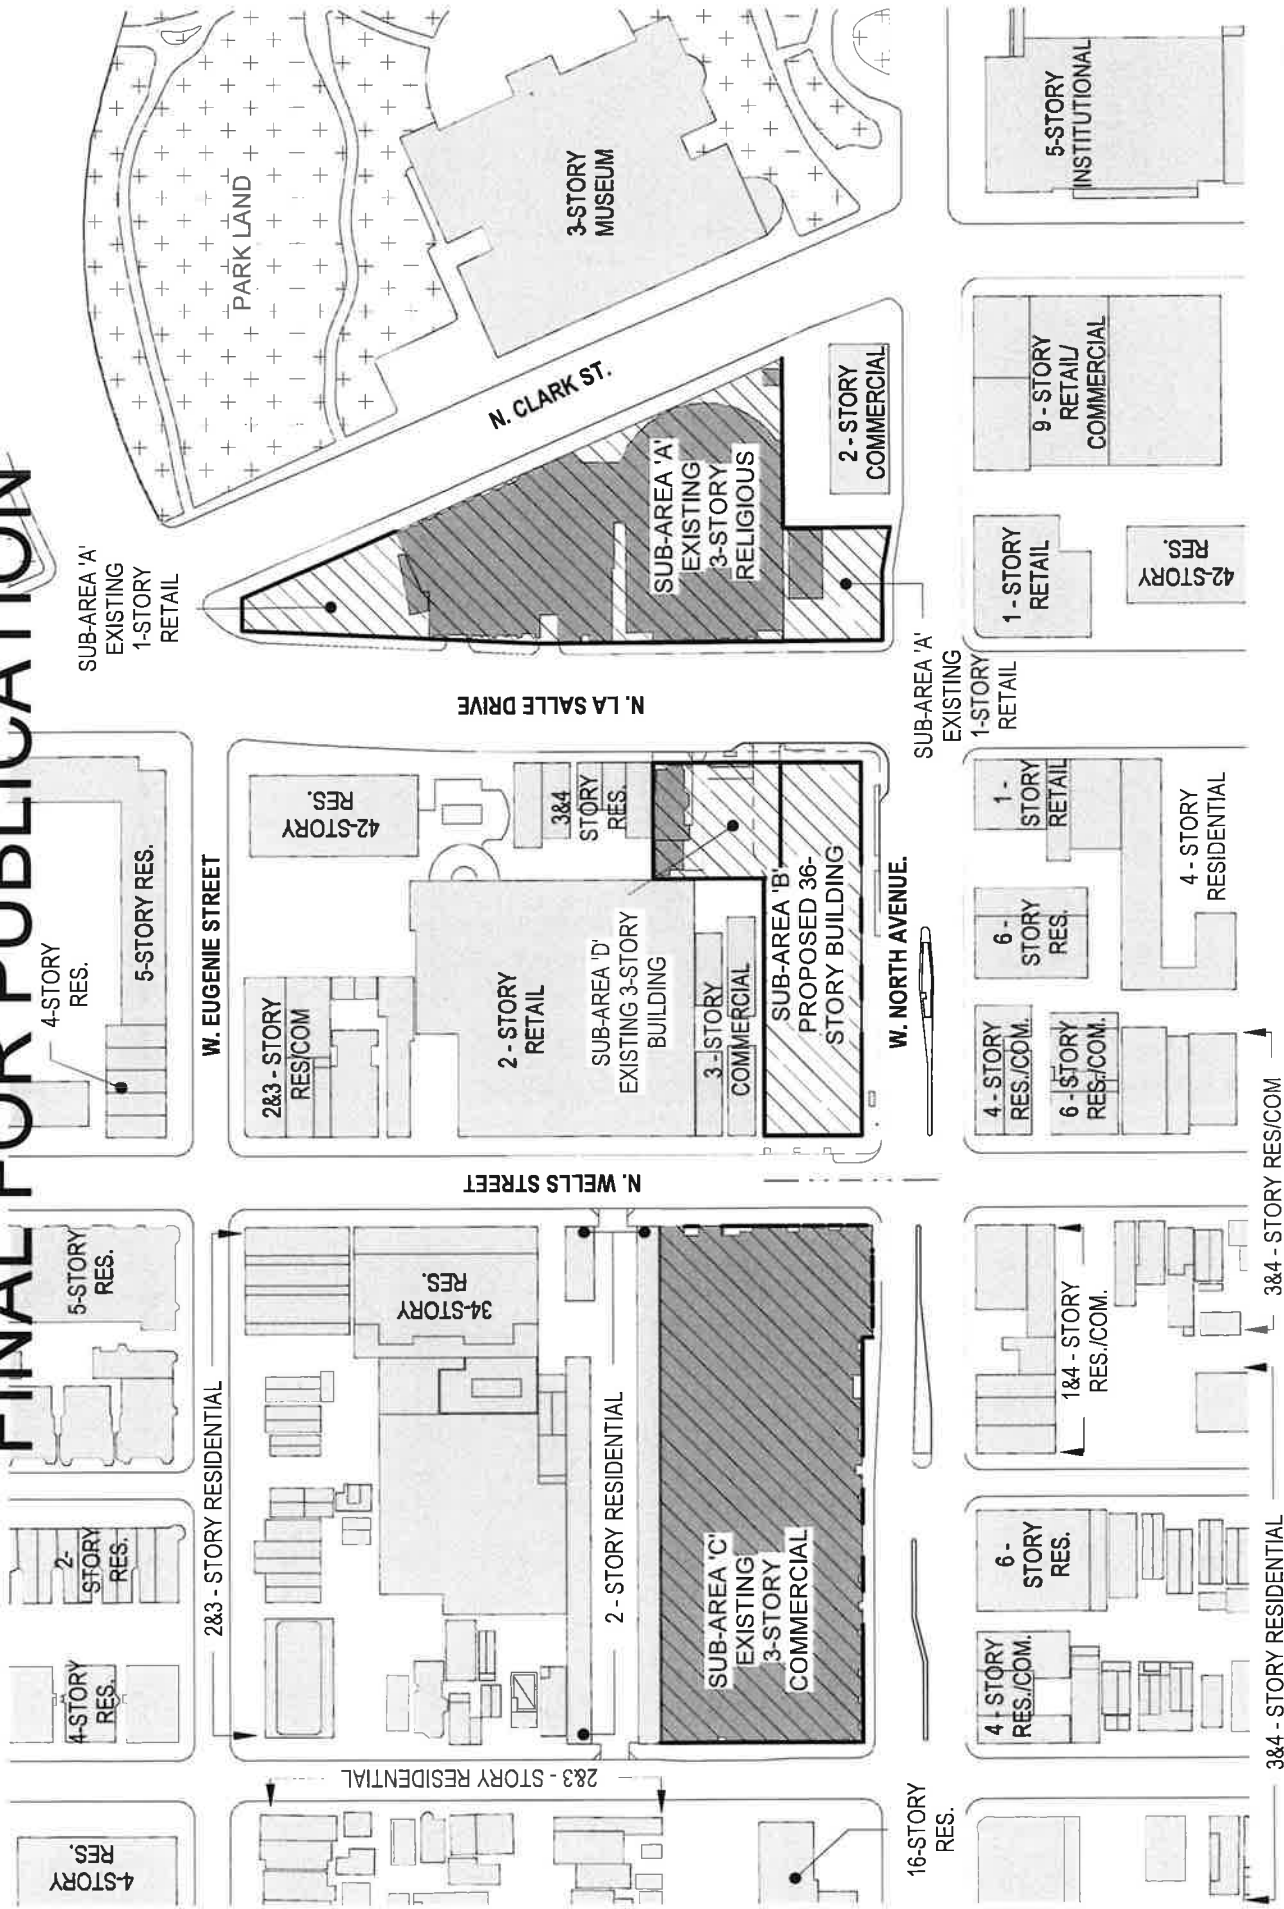 FINAL FOR PUBLICATION
4-STORY
RES.
4-STORY
RES.
2-
STORY
RES.
5-STORY
RES.
4-STORY
RES.
5-STORY RES.
SUB-AREA 'A'
EXISTING
1-STORY
RETAIL
PARK LAND
3-STORY
MUSEUM
5-STORY
INSTITUTIONAL
W. EUGENIE STREET
2&3 - STORY RESIDENTIAL
2&3 - STORY RESIDENTIAL
34-STORY
RES.
2 - STORY RESIDENTIAL
SUB-AREA 'C'
EXISTING
3-STORY
COMMERCIAL
N. WELLS STREET
2&3 - STORY
RES/COM
42-STORY
RES.
2 - STORY
RETAIL
3&4
STORY
RES.
SUB-AREA 'D'
EXISTING 3-STORY
BUILDING
3 - STORY
COMMERCIAL
SUB-AREA 'B'
PROPOSED 36-
STORY BUILDING
N. LA SALLE DRIVE
N. CLARK ST.
SUB-AREA 'A'
EXISTING
3-STORY
RELIGIOUS
2 - STORY
COMMERCIAL
SUB-AREA 'A'
EXISTING
1-STORY
RETAIL
W. NORTH AVENUE.
16-STORY
RES.
4 - STORY
RES./COM.
6 -
STORY
RES.
1&4 - STORY
RES./COM.
4 - STORY
RES./COM.
6 - STORY
RES./COM.
6 -
STORY
RES.
1 -
STORY
RETAIL
4 - STORY
RESIDENTIAL
1 - STORY
RETAIL
42-STORY
RES.
9 - STORY
RETAIL/
COMMERCIAL
3&4 - STORY RESIDENTIAL
3&4 - STORY RES/COM